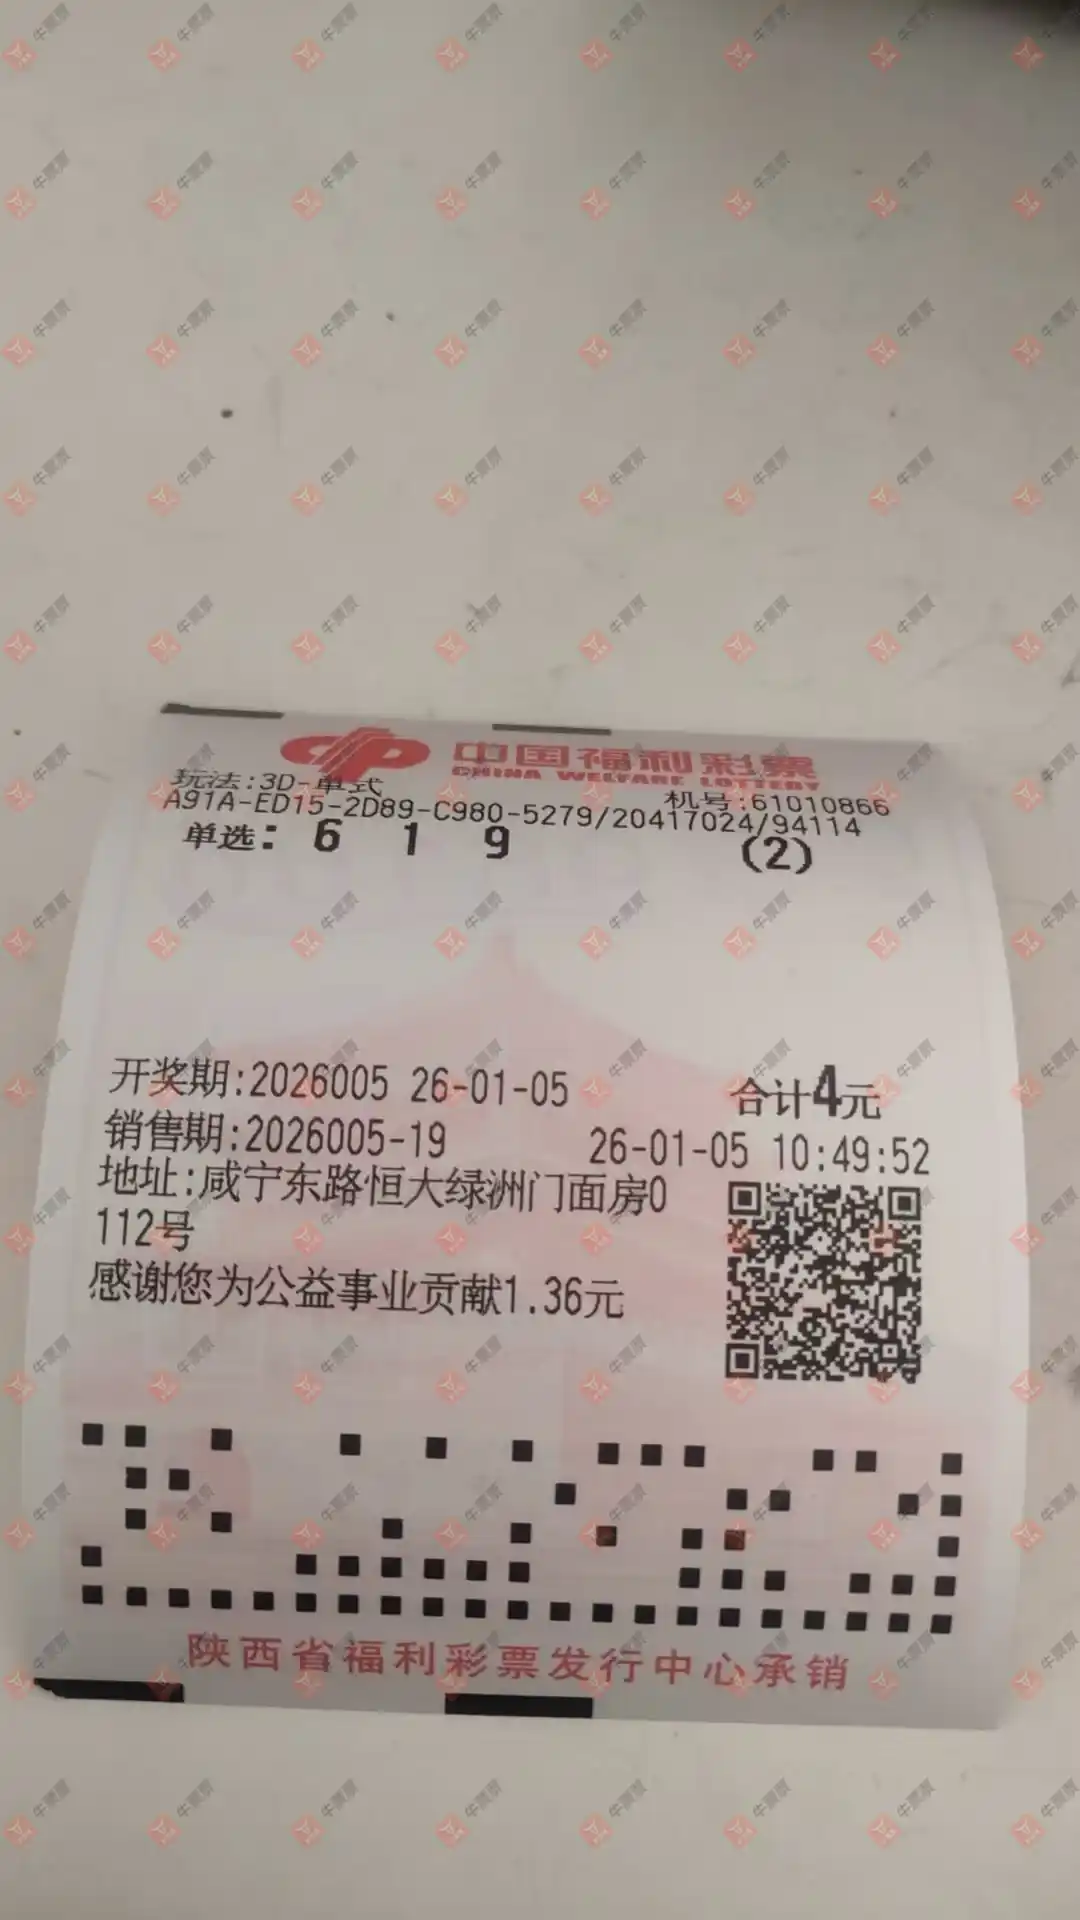 中国福利彩票
CHINA WELFARE LOTTERY
玩法:3D-单式
机号:61010866
A91A-ED15-2D89-C980-5279/20417024/94114
单选: 6 1 9 (2)
开奖期:2026005 26-01-05 合计4元
销售期:2026005-19 26-01-05 10:49:52
地址:咸宁东路恒大绿洲门面房0
112号
感谢您为公益事业贡献1.36元
陕西省福利彩票发行中心承销
牛票票